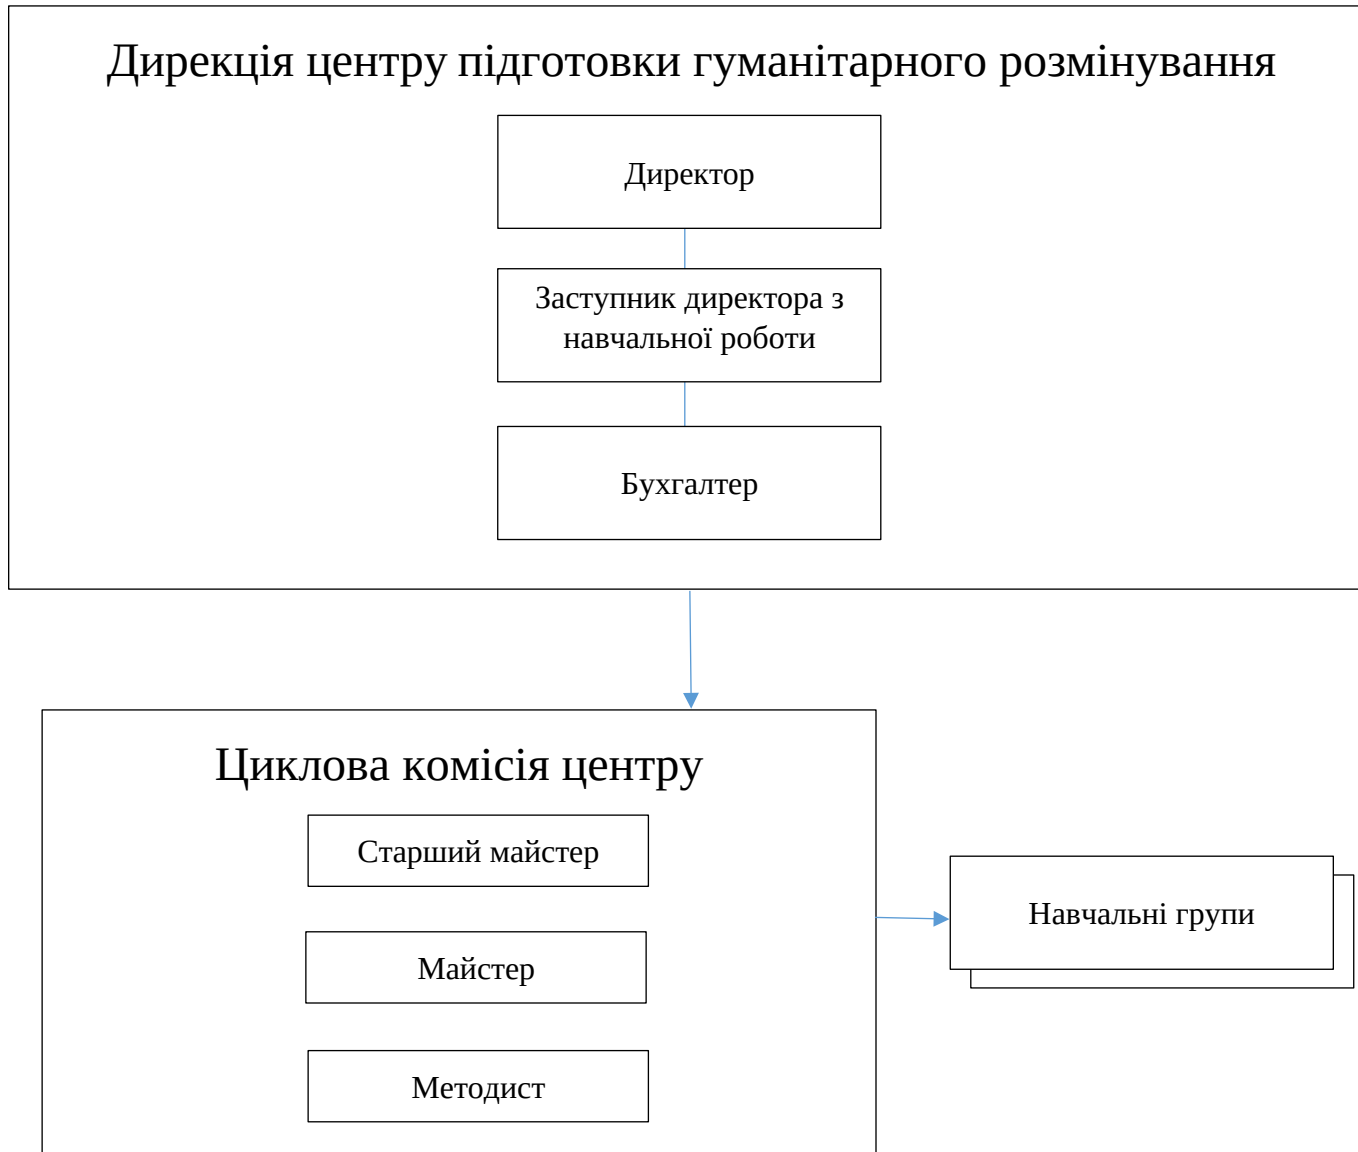 Дирекція центру підготовки гуманітарного розмінування
Директор
Заступник директора з
навчальної роботи
Бухгалтер
Циклова комісія центру
Старший майстер
Майстер
Методист
Навчальні групи